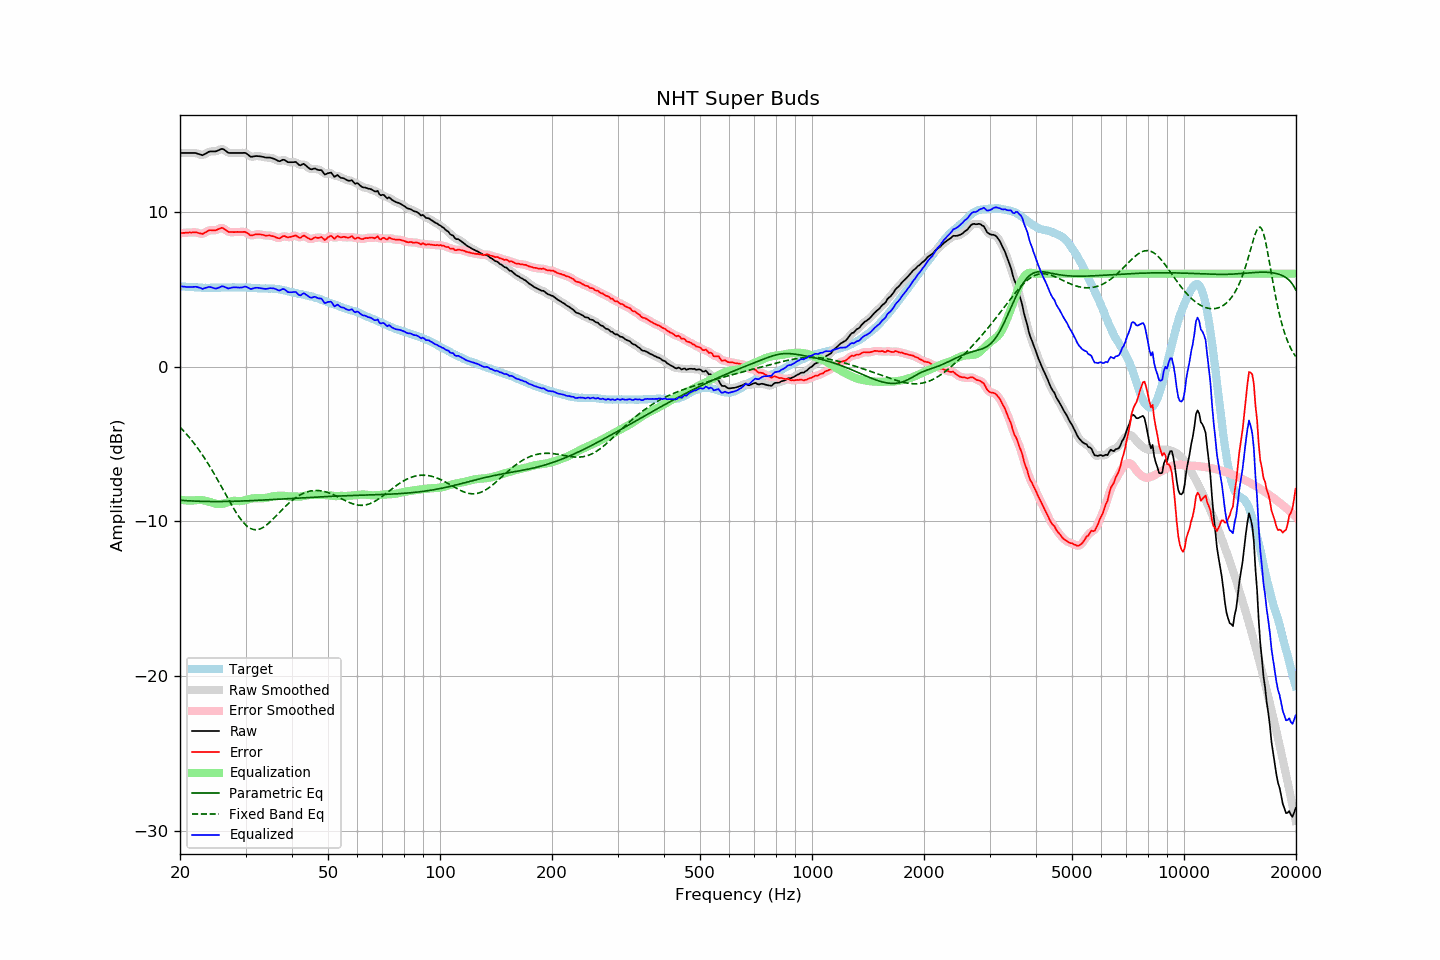 NHT Super Buds
Amplitude (dBr)
10
0
−10
−20
−30
Target
Raw Smoothed
Error Smoothed
Raw
Error
Equalization
Parametric Eq
Fixed Band Eq
Equalized
20 50 100 200 500 1000 2000 5000 10000 20000
Frequency (Hz)